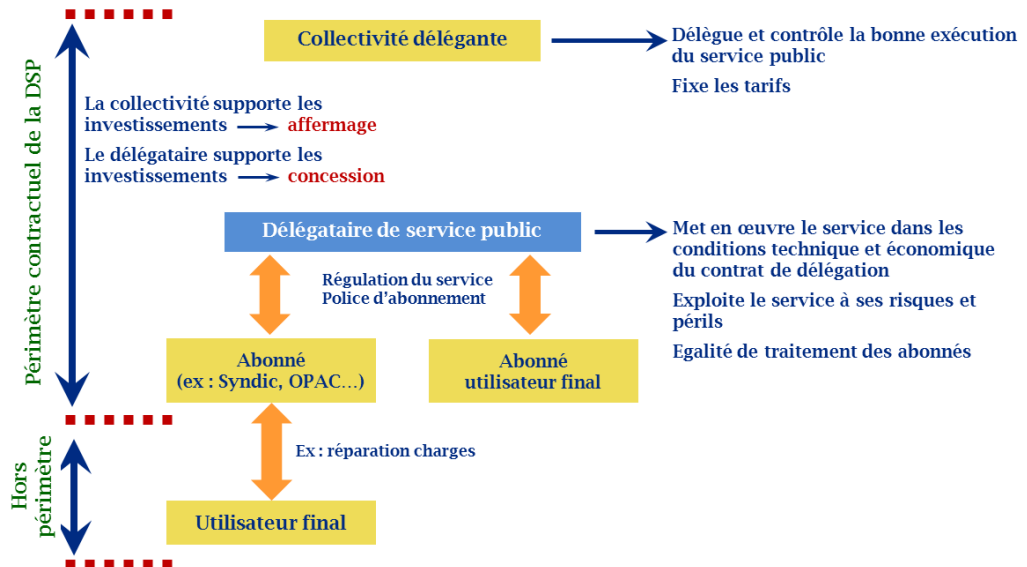 Périmètre contractuel de la DSP
Collectivité délégante
Délègue et contrôle la bonne exécution
du service public
Fixe les tarifs
La collectivité supporte les
investissements → affermage
Le délégataire supporte les
investissements → concession
Délégataire de service public
Met en œuvre le service dans les
conditions technique et économique
du contrat de délégation
Exploite le service à ses risques et
périls
Egalité de traitement des abonnés
Régulation du service
Police d’abonnement
Abonné
(ex : Syndic, OPAC…)
Abonné
utilisateur final
Hors
périmètre
Ex : réparation charges
Utilisateur final